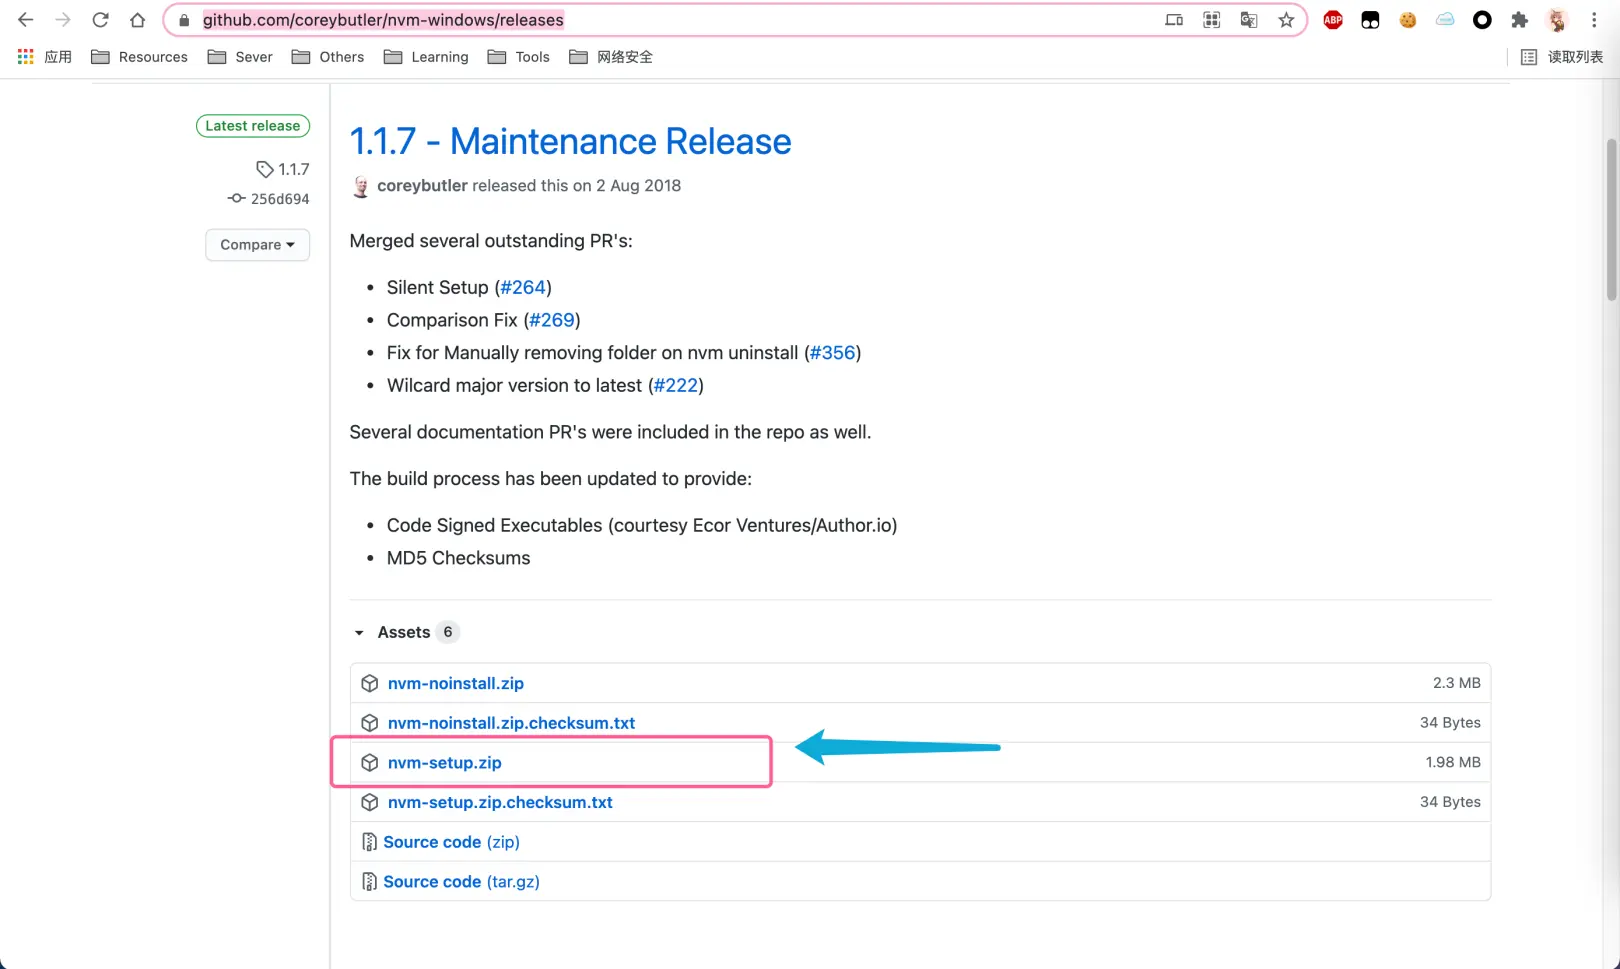 github.com/coreybutler/nvm-windows/releases
ABP
应用 Resources Sever Others Learning Tools 网络安全 读取列表
Latest release
1.1.7
256d694
Compare
1.1.7 - Maintenance Release
coreybutler released this on 2 Aug 2018
Merged several outstanding PR's:
• Silent Setup (#264)
• Comparison Fix (#269)
• Fix for Manually removing folder on nvm uninstall (#356)
• Wilcard major version to latest (#222)
Several documentation PR's were included in the repo as well.
The build process has been updated to provide:
• Code Signed Executables (courtesy Ecor Ventures/Author.io)
• MD5 Checksums
Assets 6
nvm-noinstall.zip 2.3 MB
nvm-noinstall.zip.checksum.txt 34 Bytes
nvm-setup.zip 1.98 MB
nvm-setup.zip.checksum.txt 34 Bytes
Source code (zip)
Source code (tar.gz)